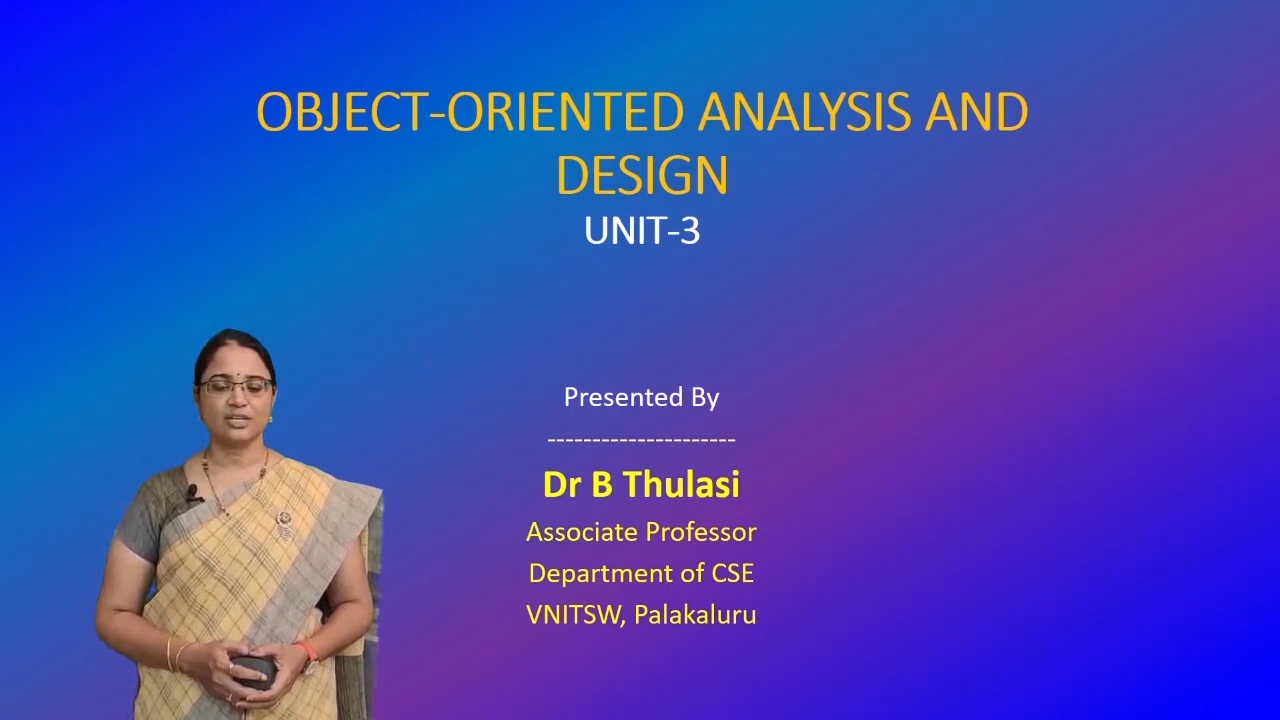 OBJECT-ORIENTED ANALYSIS AND
DESIGN
UNIT-3
Presented By
---------------------
Dr B Thulasi
Associate Professor
Department of CSE
VNITSW, Palakaluru